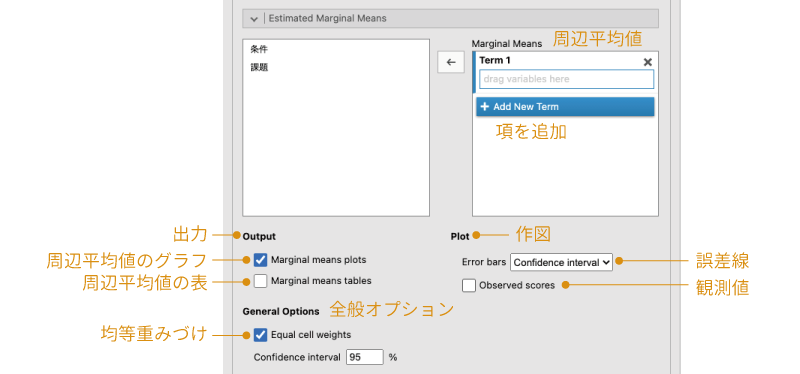 Estimated Marginal Means
条件
課題
Marginal Means
周辺平均値
Term 1
drag variables here
Add New Term
項を追加
出力
Output
Plot
作図
周辺平均値のグラフ
Marginal means plots
Error bars
Confidence interval
誤差線
周辺平均値の表
Marginal means tables
Observed scores
観測値
General Options
全般オプション
均等重みづけ
Equal cell weights
Confidence interval 95 %